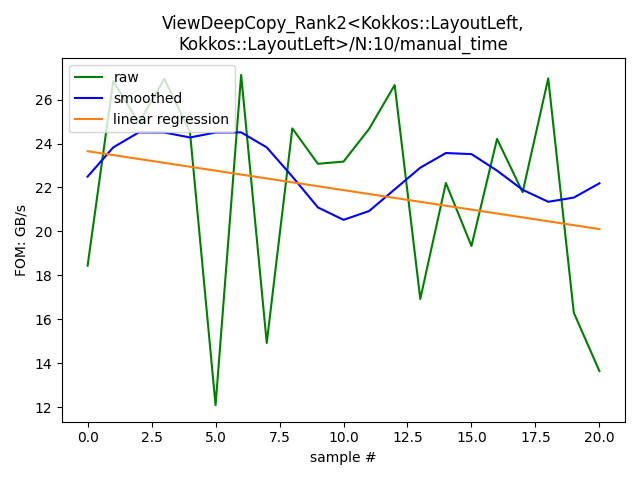 ViewDeepCopy_Rank2<Kokkos::LayoutLeft,
Kokkos::LayoutLeft>/N:10/manual_time
raw
smoothed
linear regression
FOM: GB/s
26
24
22
20
18
16
14
12
0.0 2.5 5.0 7.5 10.0 12.5 15.0 17.5 20.0
sample #